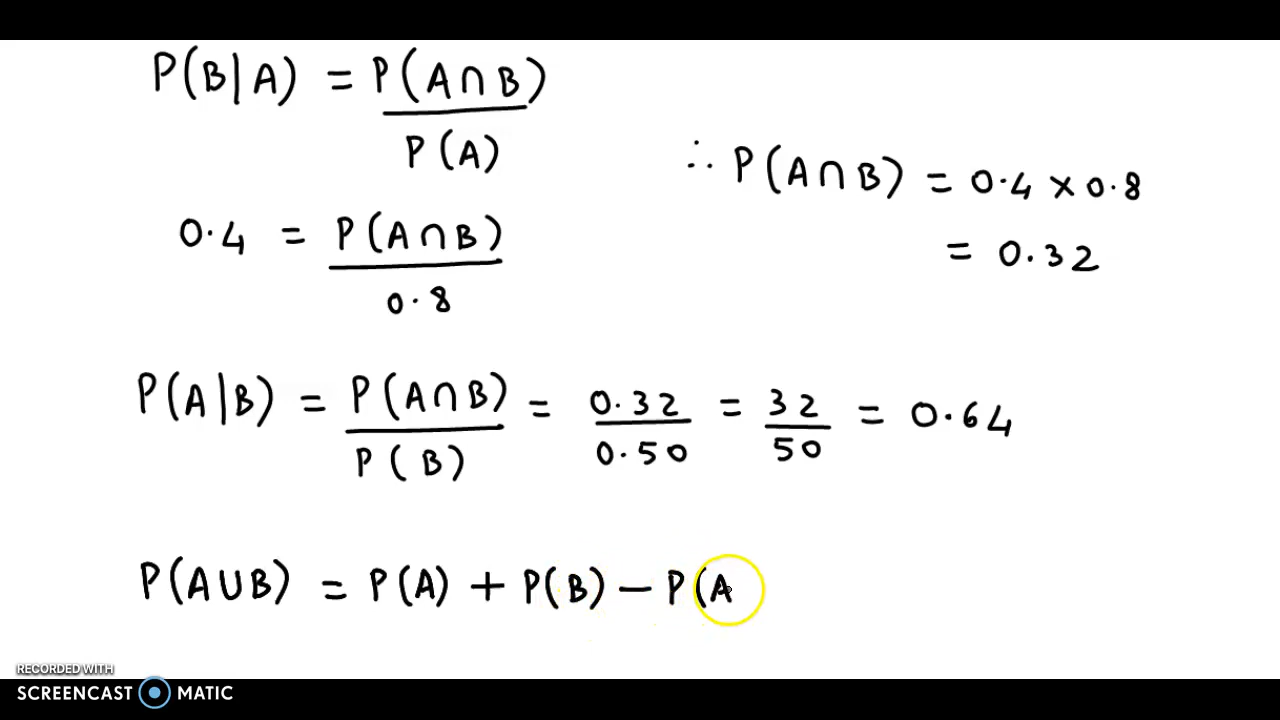 P(B|A) = P(A∩B)
P(A)
∴ P(A∩B) = 0.4 × 0.8
= 0.32
0.4 = P(A∩B)
0.8
P(A|B) = P(A∩B) = 0.32 = 32 = 0.64
P(B) 0.50 50
P(A∪B) = P(A) + P(B) – P(A
RECORDED WITH
SCREENCAST MATIC